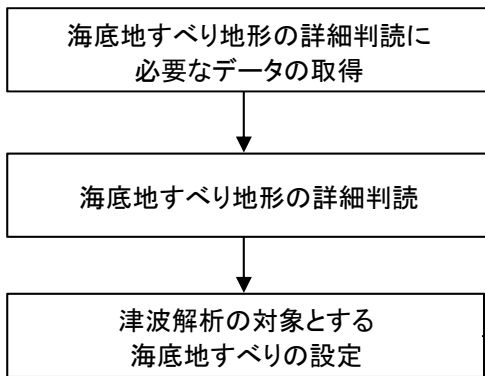 海底地すべり地形の詳細判読に
必要なデータの取得
海底地すべり地形の詳細判読
津波解析の対象とする
海底地すべりの設定